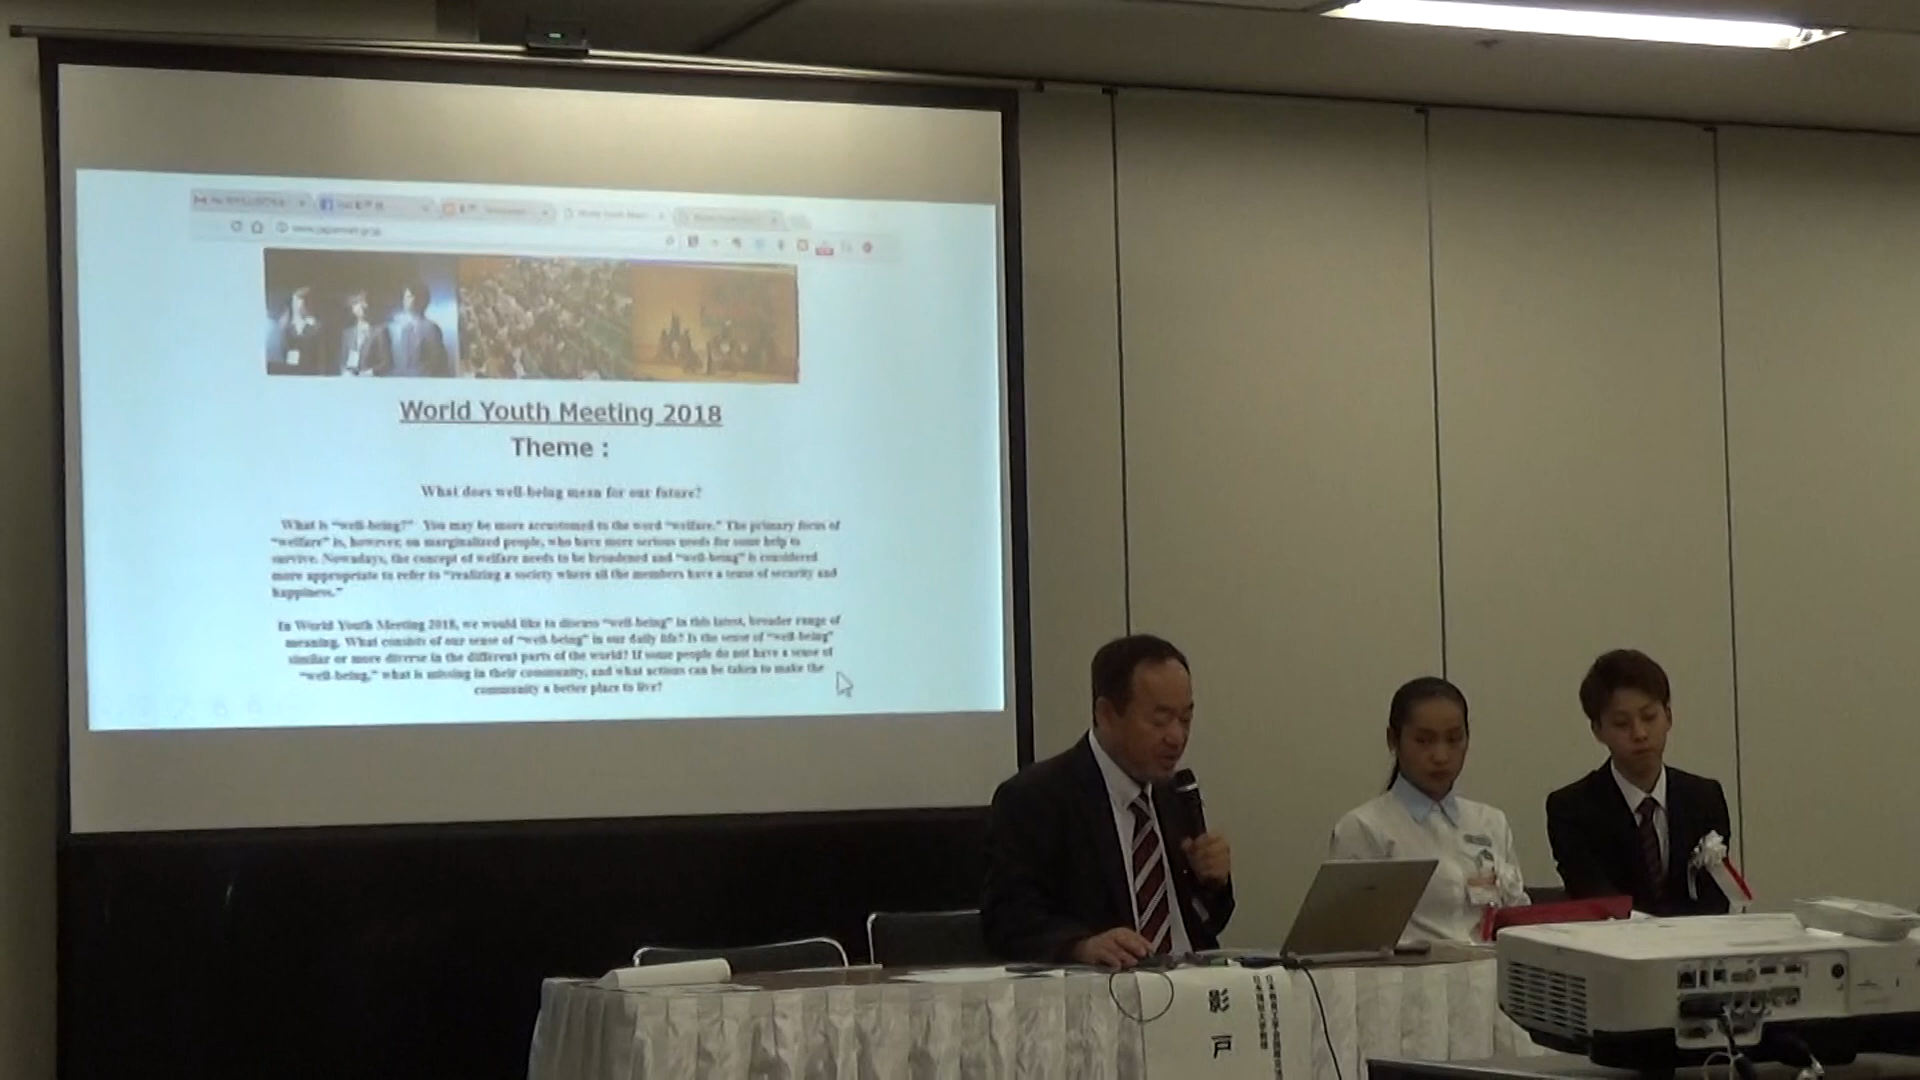 World Youth Meeting 2018
Theme :
What does well-being mean for our future?
What is “well-being?” You may be more accustomed to the word “welfare.” The primary focus of
“welfare” is, however, on marginalized people, who have more serious needs for some help to
survive. Nowadays, the concept of welfare needs to be broadened and “well-being” is considered
more appropriate to refer to “realizing a society where all the members have a sense of security and
happiness.”
In World Youth Meeting 2018, we would like to discuss “well-being” in this latest, broader range of
meaning. What consists of our sense of “well-being” in our daily life? Is the sense of “well-being”
similar or more diverse in the different parts of the world? If some people do not have a sense of
“well-being,” what is missing in their community, and what actions can be taken to make the
community a better place to live?
影戸